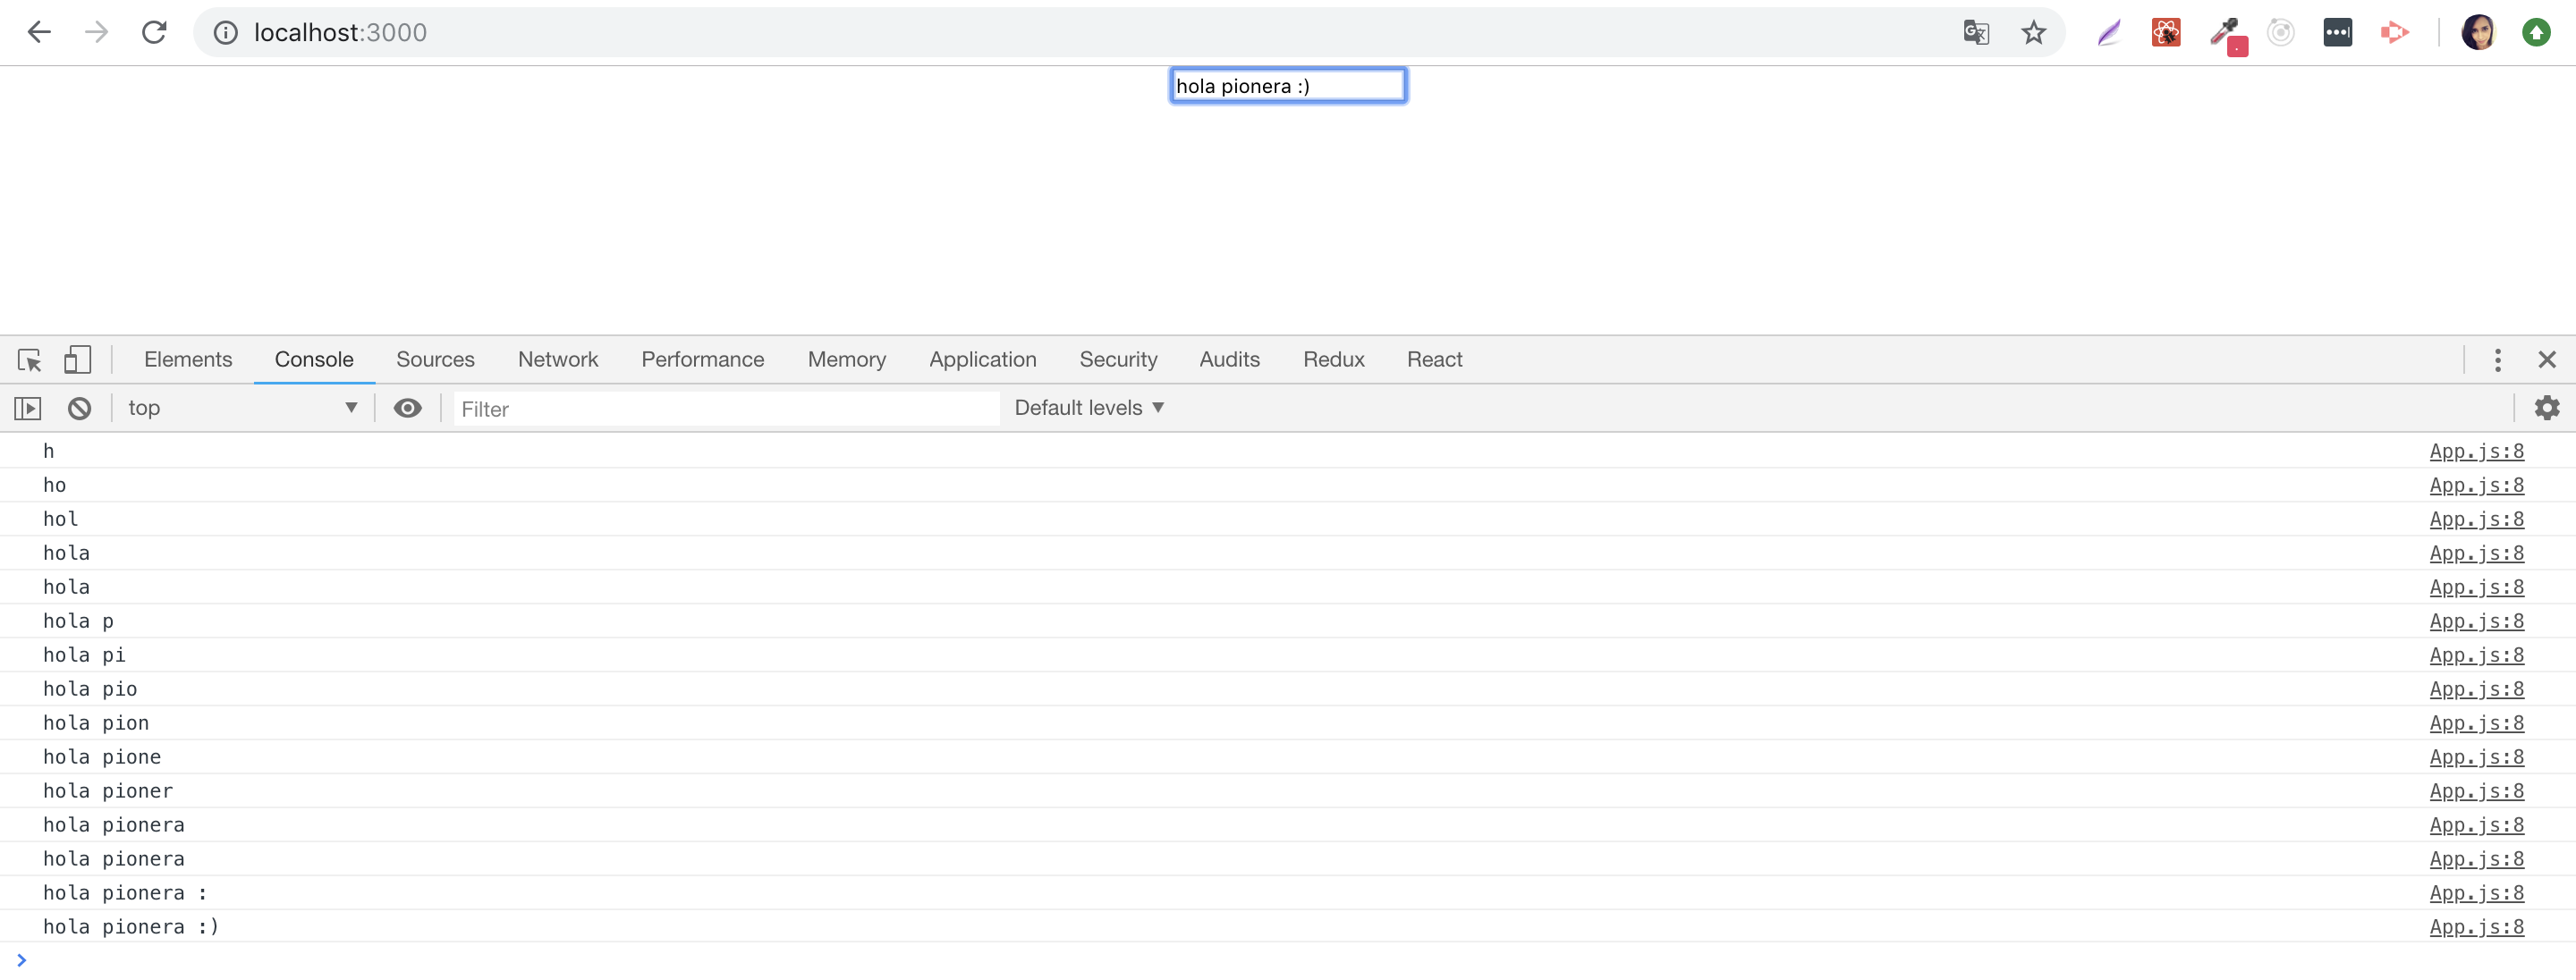 localhost:3000
hola pionera :)
Elements Console Sources Network Performance Memory Application Security Audits Redux React
top Filter Default levels
h App.js:8
ho App.js:8
hol App.js:8
hola App.js:8
hola App.js:8
hola p App.js:8
hola pi App.js:8
hola pio App.js:8
hola pion App.js:8
hola pione App.js:8
hola pioner App.js:8
hola pionera App.js:8
hola pionera App.js:8
hola pionera : App.js:8
hola pionera :) App.js:8